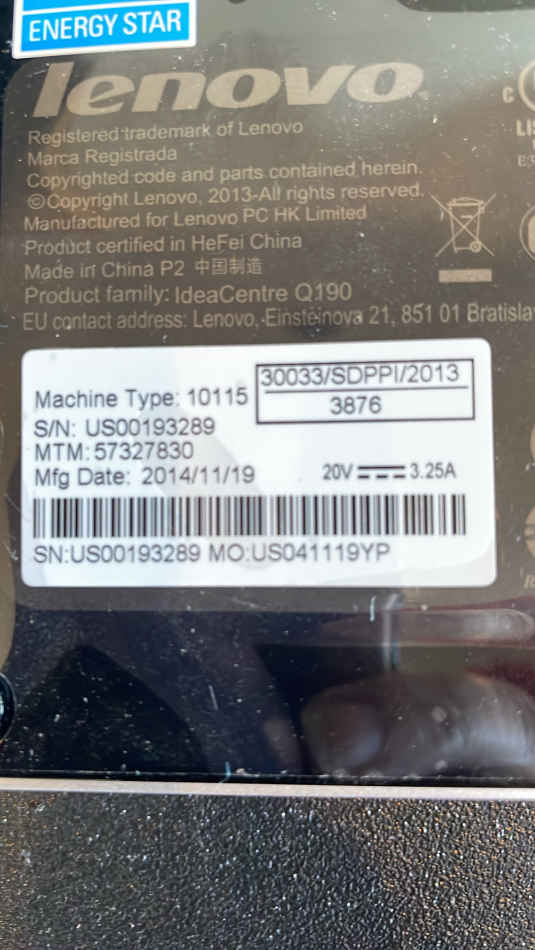 ENERGY STAR
lenovo
Registered trademark of Lenovo
Marca Registrada
Copyrighted code and parts contained herein.
©Copyright Lenovo, 2013-All rights reserved.
Manufactured for Lenovo PC HK Limited
Product certified in HeFei China
Made in China P2 中国制造
Product family: IdeaCentre Q190
EU contact address: Lenovo, Einsteinova 21, 851 01 Bratislav
30033/SDPPI/2013
3876
Machine Type: 10115
S/N: US00193289
MTM: 57327830
Mfg Date: 2014/11/19
20V 3.25A
SN:US00193289 MO:US041119YP
C
LIS